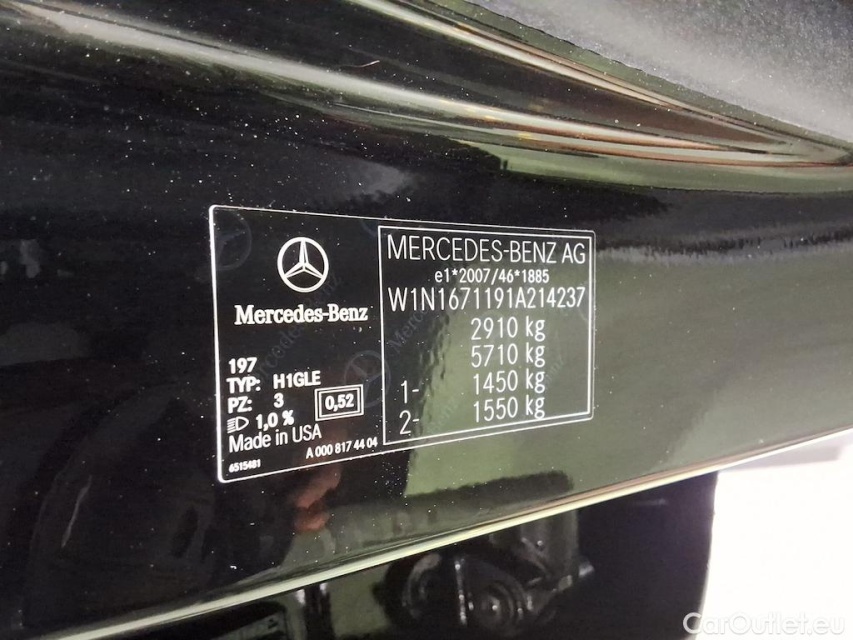 Mercedes-Benz
197
TYP: H1GLE
PZ: 3
0,52
1,0 %
Made in USA
A 000 817 44 04
6515481
MERCEDES-BENZ AG
e1*2007/46*1885
W1N1671191A214237
2910 kg
5710 kg
1- 1450 kg
2- 1550 kg
CarOutlet.eu